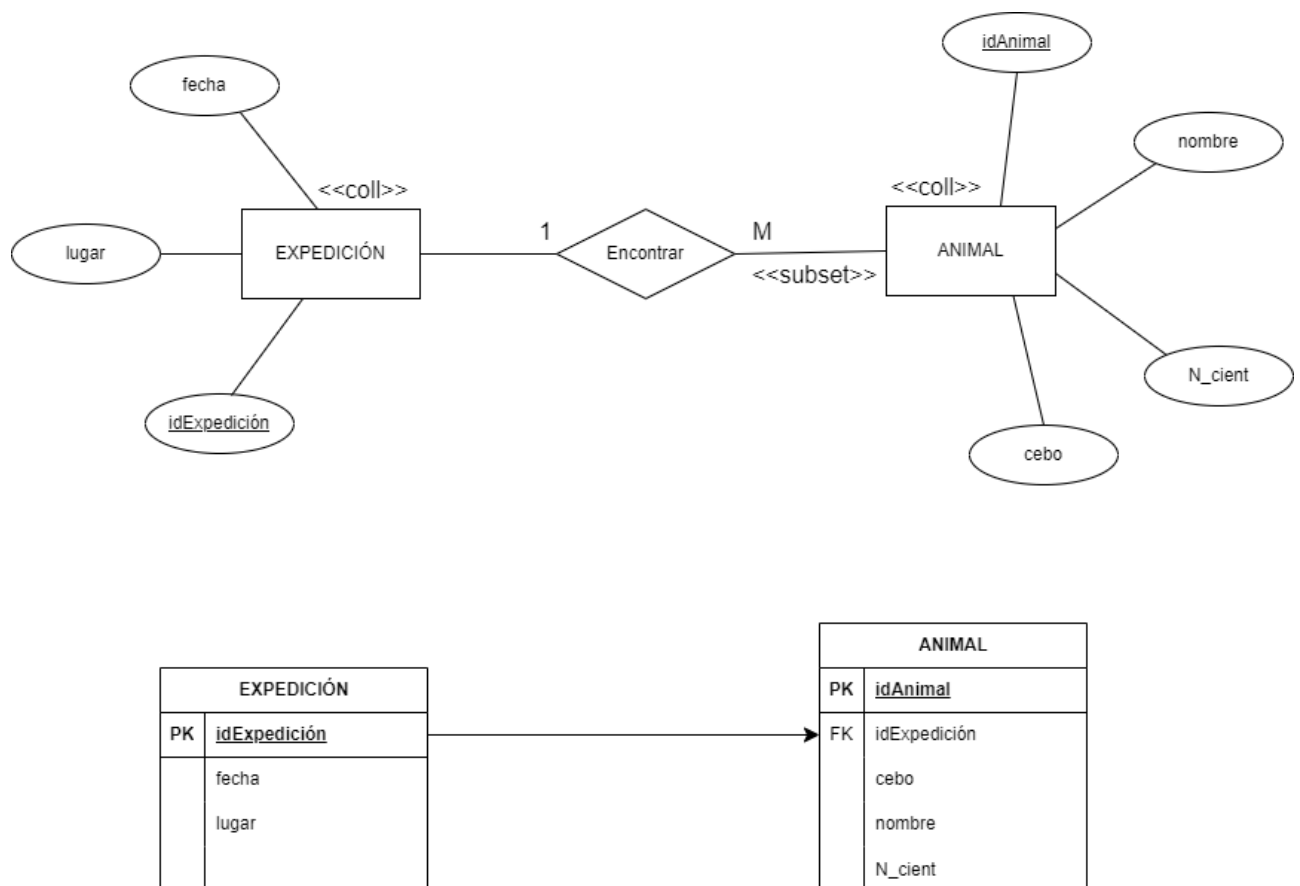 idAnimal
fecha
nombre
<<coll>>
<<coll>>
lugar
EXPEDICIÓN
1
Encontrar
M
<<subset>>
ANIMAL
N_cient
idExpedición
cebo
ANIMAL
EXPEDICIÓN
PK idAnimal
PK idExpedición
FK idExpedición
fecha
cebo
lugar
nombre
N_cient